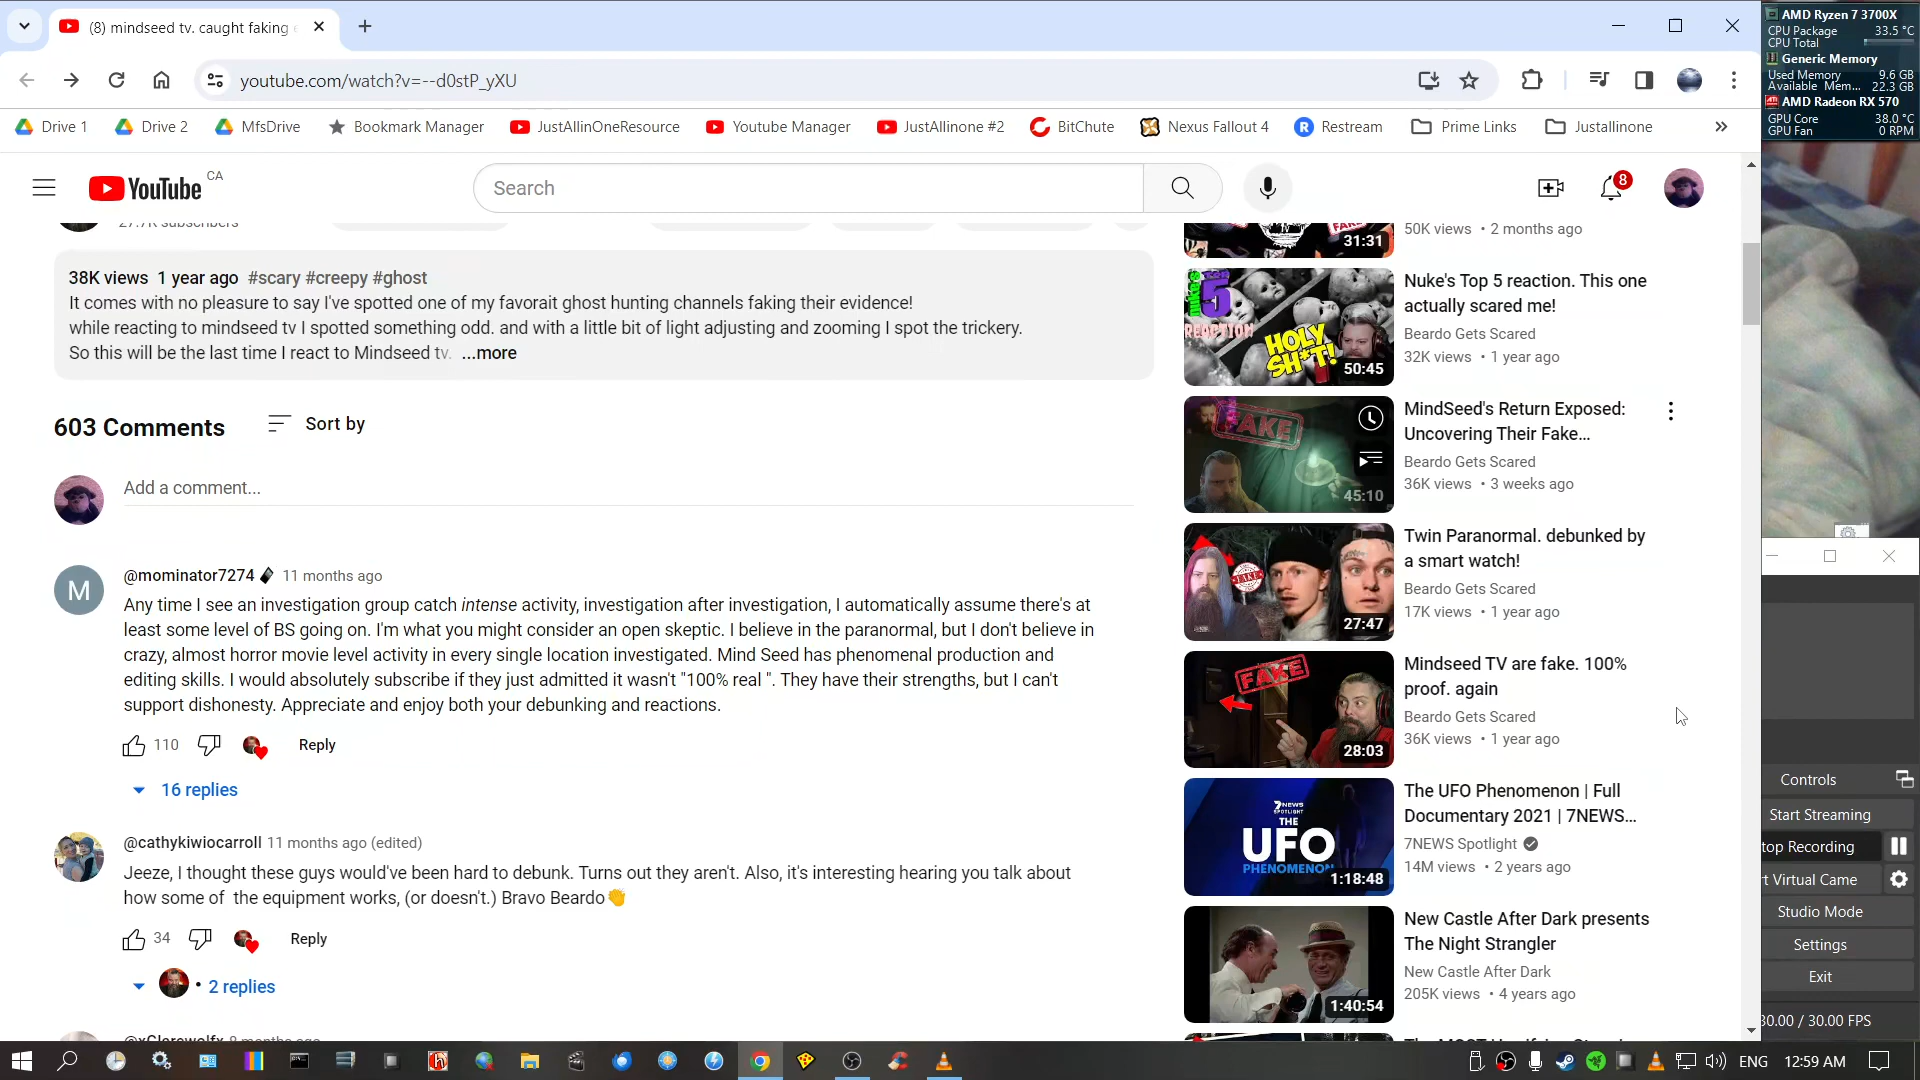 (8) mindseed tv. caught faking
youtube.com/watch?v=--d0stP_yXU
Drive 1
Drive 2
MfsDrive
Bookmark Manager
JustAllinOneResource
Youtube Manager
JustAllinone #2
BitChute
Nexus Fallout 4
Restream
Prime Links
Justallinone
YouTube CA
Search
8
38K views 1 year ago #scary #creepy #ghost
It comes with no pleasure to say I've spotted one of my favorait ghost hunting channels faking their evidence!
while reacting to mindseed tv I spotted something odd. and with a little bit of light adjusting and zooming I spot the trickery.
So this will be the last time I react to Mindseed tv. ...more
603 Comments
Sort by
Add a comment...
M
@mominator7274 11 months ago
Any time I see an investigation group catch intense activity, investigation after investigation, I automatically assume there's at
least some level of BS going on. I'm what you might consider an open skeptic. I believe in the paranormal, but I don't believe in
crazy, almost horror movie level activity in every single location investigated. Mind Seed has phenomenal production and
editing skills. I would absolutely subscribe if they just admitted it wasn't "100% real ". They have their strengths, but I can't
support dishonesty. Appreciate and enjoy both your debunking and reactions.
110
Reply
16 replies
@cathykiwiocarroll 11 months ago (edited)
Jeeze, I thought these guys would've been hard to debunk. Turns out they aren't. Also, it's interesting hearing you talk about
how some of the equipment works, (or doesn't.) Bravo Beardo
34
Reply
• 2 replies
31:31
50K views • 2 months ago
5
REACTION
HOLY
SH*T!
50:45
Nuke's Top 5 reaction. This one
actually scared me!
Beardo Gets Scared
32K views • 1 year ago
FAKE
45:10
MindSeed's Return Exposed:
Uncovering Their Fake...
Beardo Gets Scared
36K views • 3 weeks ago
FAKE
27:47
Twin Paranormal. debunked by
a smart watch!
Beardo Gets Scared
17K views • 1 year ago
FAKE
28:03
Mindseed TV are fake. 100%
proof. again
Beardo Gets Scared
36K views • 1 year ago
7NEWS
SPOTLIGHT
THE
UFO
PHENOMENON
1:18:48
The UFO Phenomenon | Full
Documentary 2021 | 7NEWS...
7NEWS Spotlight
14M views • 2 years ago
1:40:54
New Castle After Dark presents
The Night Strangler
New Castle After Dark
205K views • 4 years ago
AMD Ryzen 7 3700X
CPU Package 33.5 °C
CPU Total
Generic Memory
Used Memory 9.6 GB
Available Mem... 22.3 GB
AMD Radeon RX 570
GPU Core 38.0 °C
GPU Fan 0 RPM
Controls
Start Streaming
top Recording
t Virtual Came
Studio Mode
Settings
Exit
30.00 / 30.00 FPS
ENG
12:59 AM